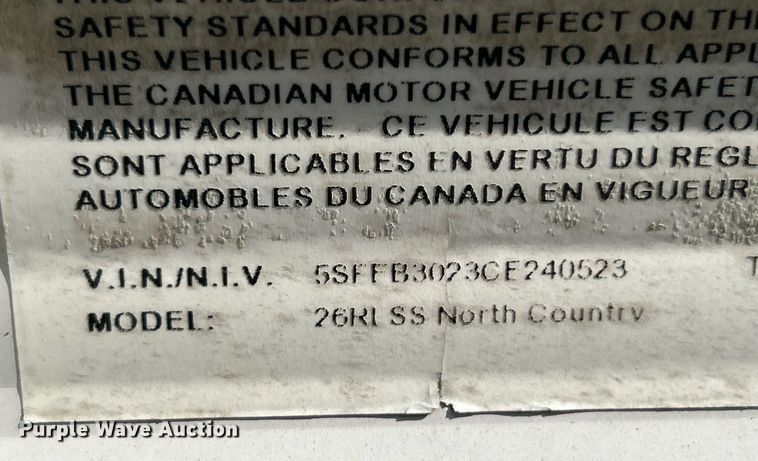 SAFETY STANDARDS IN EFFECT ON THE
THIS VEHICLE CONFORMS TO ALL APPL
THE CANADIAN MOTOR VEHICLE SAFET
MANUFACTURE. CE VEHICULE EST CO
SONT APPLICABLES EN VERTU DU REGL
AUTOMOBLES DU CANADA EN VIGUEUR
V.I.N./N.I.V. 5SFEB3023CE240523 T
MODEL: 26RLSS North Country
Purple Wave Auction